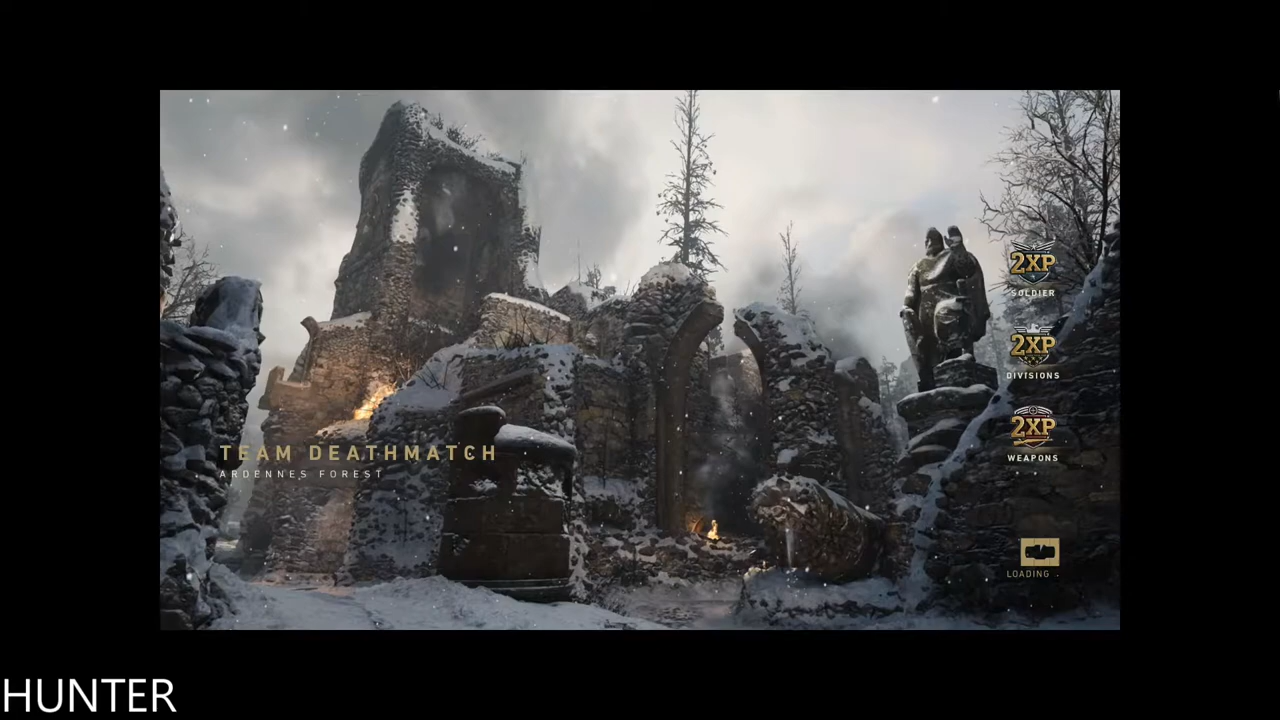 2XP
SOLDIER
2XP
DIVISIONS
2XP
WEAPONS
TEAM DEATHMATCH
ARDENNES FOREST
LOADING
HUNTER